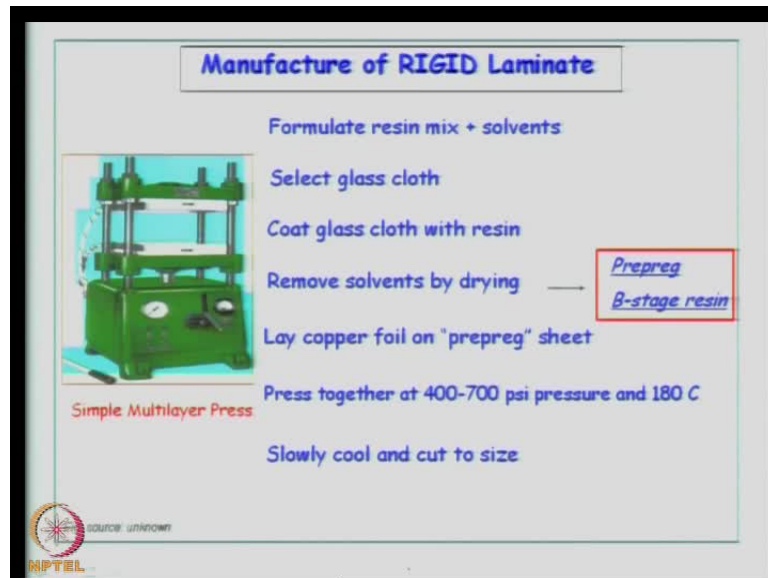 Manufacture of RIGID Laminate
Formulate resin mix + solvents
Select glass cloth
Coat glass cloth with resin
Remove solvents by drying
Prepreg
B-stage resin
Lay copper foil on "prepreg" sheet
Press together at 400-700 psi pressure and 180 C
Slowly cool and cut to size
Simple Multilayer Press
source: unknown
NPTEL